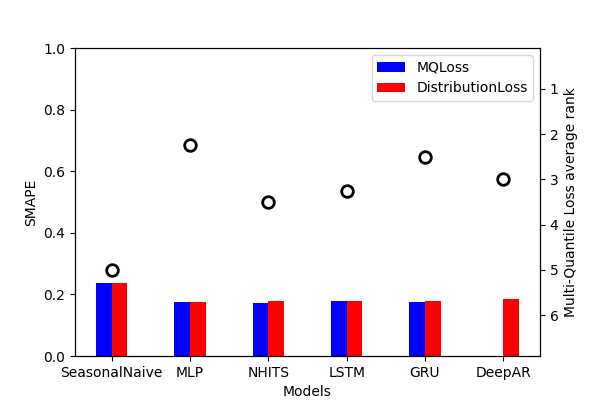 MQLoss
DistributionLoss
1.0
0.8
0.6
0.4
0.2
0.0
SMAPE
1
2
3
4
5
6
Multi-Quantile Loss average rank
SeasonalNaive MLP NHITS LSTM GRU DeepAR
Models